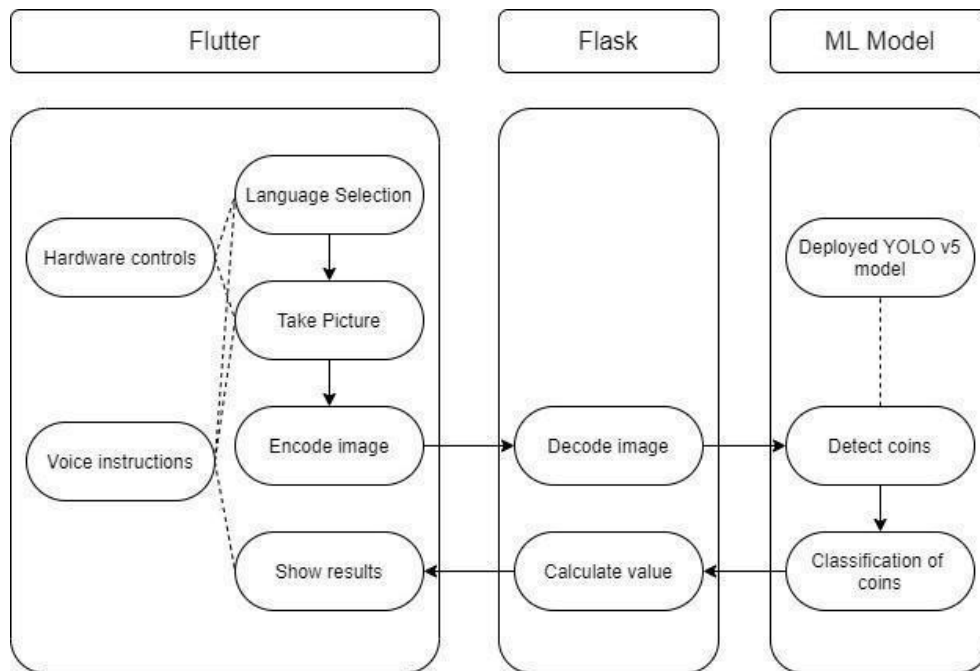 Flutter
Flask
ML Model
Language Selection
Hardware controls
Deployed YOLO v5
model
Take Picture
Voice instructions
Encode image
Decode image
Detect coins
Show results
Calculate value
Classification of
coins